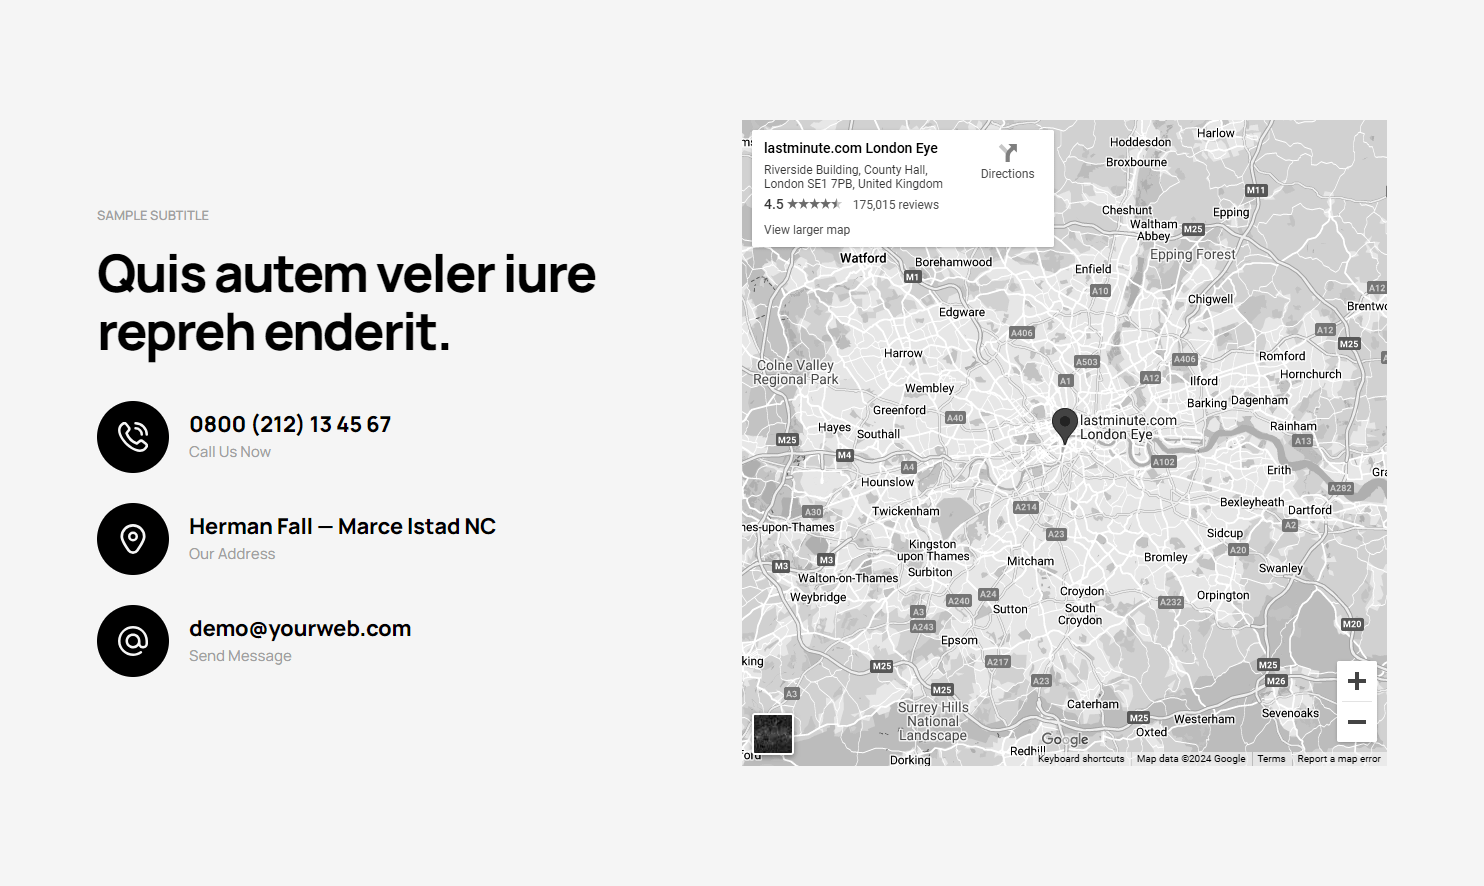 SAMPLE SUBTITLE
Quis autem veler iure
repreh enderit.
0800 (212) 13 45 67
Call Us Now
Herman Fall — Marce Istad NC
Our Address
demo@yourweb.com
Send Message
lastminute.com London Eye
Riverside Building, County Hall,
London SE1 7PB, United Kingdom
4.5
175,015 reviews
View larger map
Directions
Harlow
Hoddesdon
Broxbourne
M11
Cheshunt
Epping
Waltham
Abbey
M25
Epping Forest
Watford
Borehamwood
M1
Enfield
A10
A12
Chigwell
Brentwo
Edgware
A406
A12
M25
Harrow
A503
A406
Romford
Colne Valley
Regional Park
A1
A12
Ilford
Hornchurch
Wembley
Barking
Dagenham
Greenford
A40
lastminute.com
London Eye
Hayes
Southall
Rainham
M25
A13
M4
A4
A102
Erith
Hounslow
A282
Bexleyheath
Dartford
A30
Twickenham
A214
nes-upon-Thames
A23
A2
Sidcup
Kingston
upon Thames
A20
M3
M3
Mitcham
Bromley
Surbiton
Swanley
Walton-on-Thames
Weybridge
A240
A24
Croydon
A232
Orpington
A3
Sutton
South
Croydon
A243
M20
Epsom
king
M25
A217
M25
M26
A3
M25
A23
Surrey Hills
National
Landscape
Caterham
M25
Westerham
Sevenoaks
Google
Oxted
Redhill
Dorking
Keyboard shortcuts
Map data ©2024 Google
Terms
Report a map error